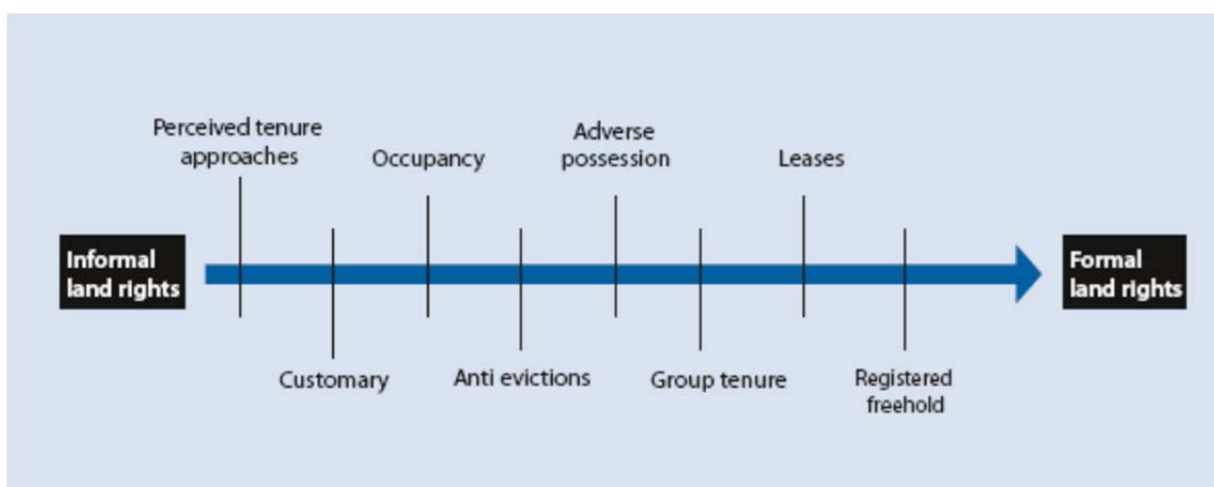 Perceived tenure
approaches
Occupancy
Adverse
possession
Leases
Informal
land rights
Formal
land rights
Customary
Anti evictions
Group tenure
Registered
freehold